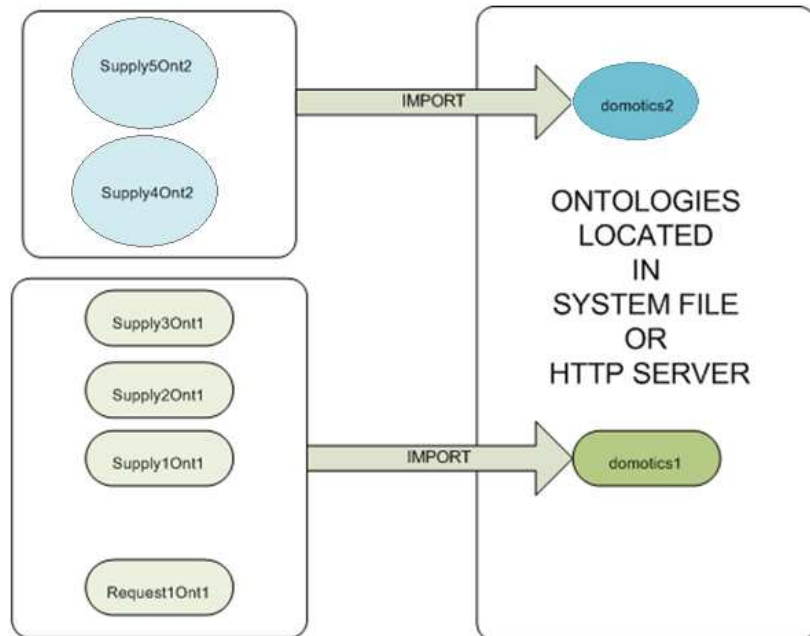 Supply5Ont2
Supply4Ont2
IMPORT
domotics2
ONTOLOGIES
LOCATED
IN
SYSTEM FILE
OR
HTTP SERVER
Supply3Ont1
Supply2Ont1
Supply1Ont1
Request1Ont1
IMPORT
domotics1